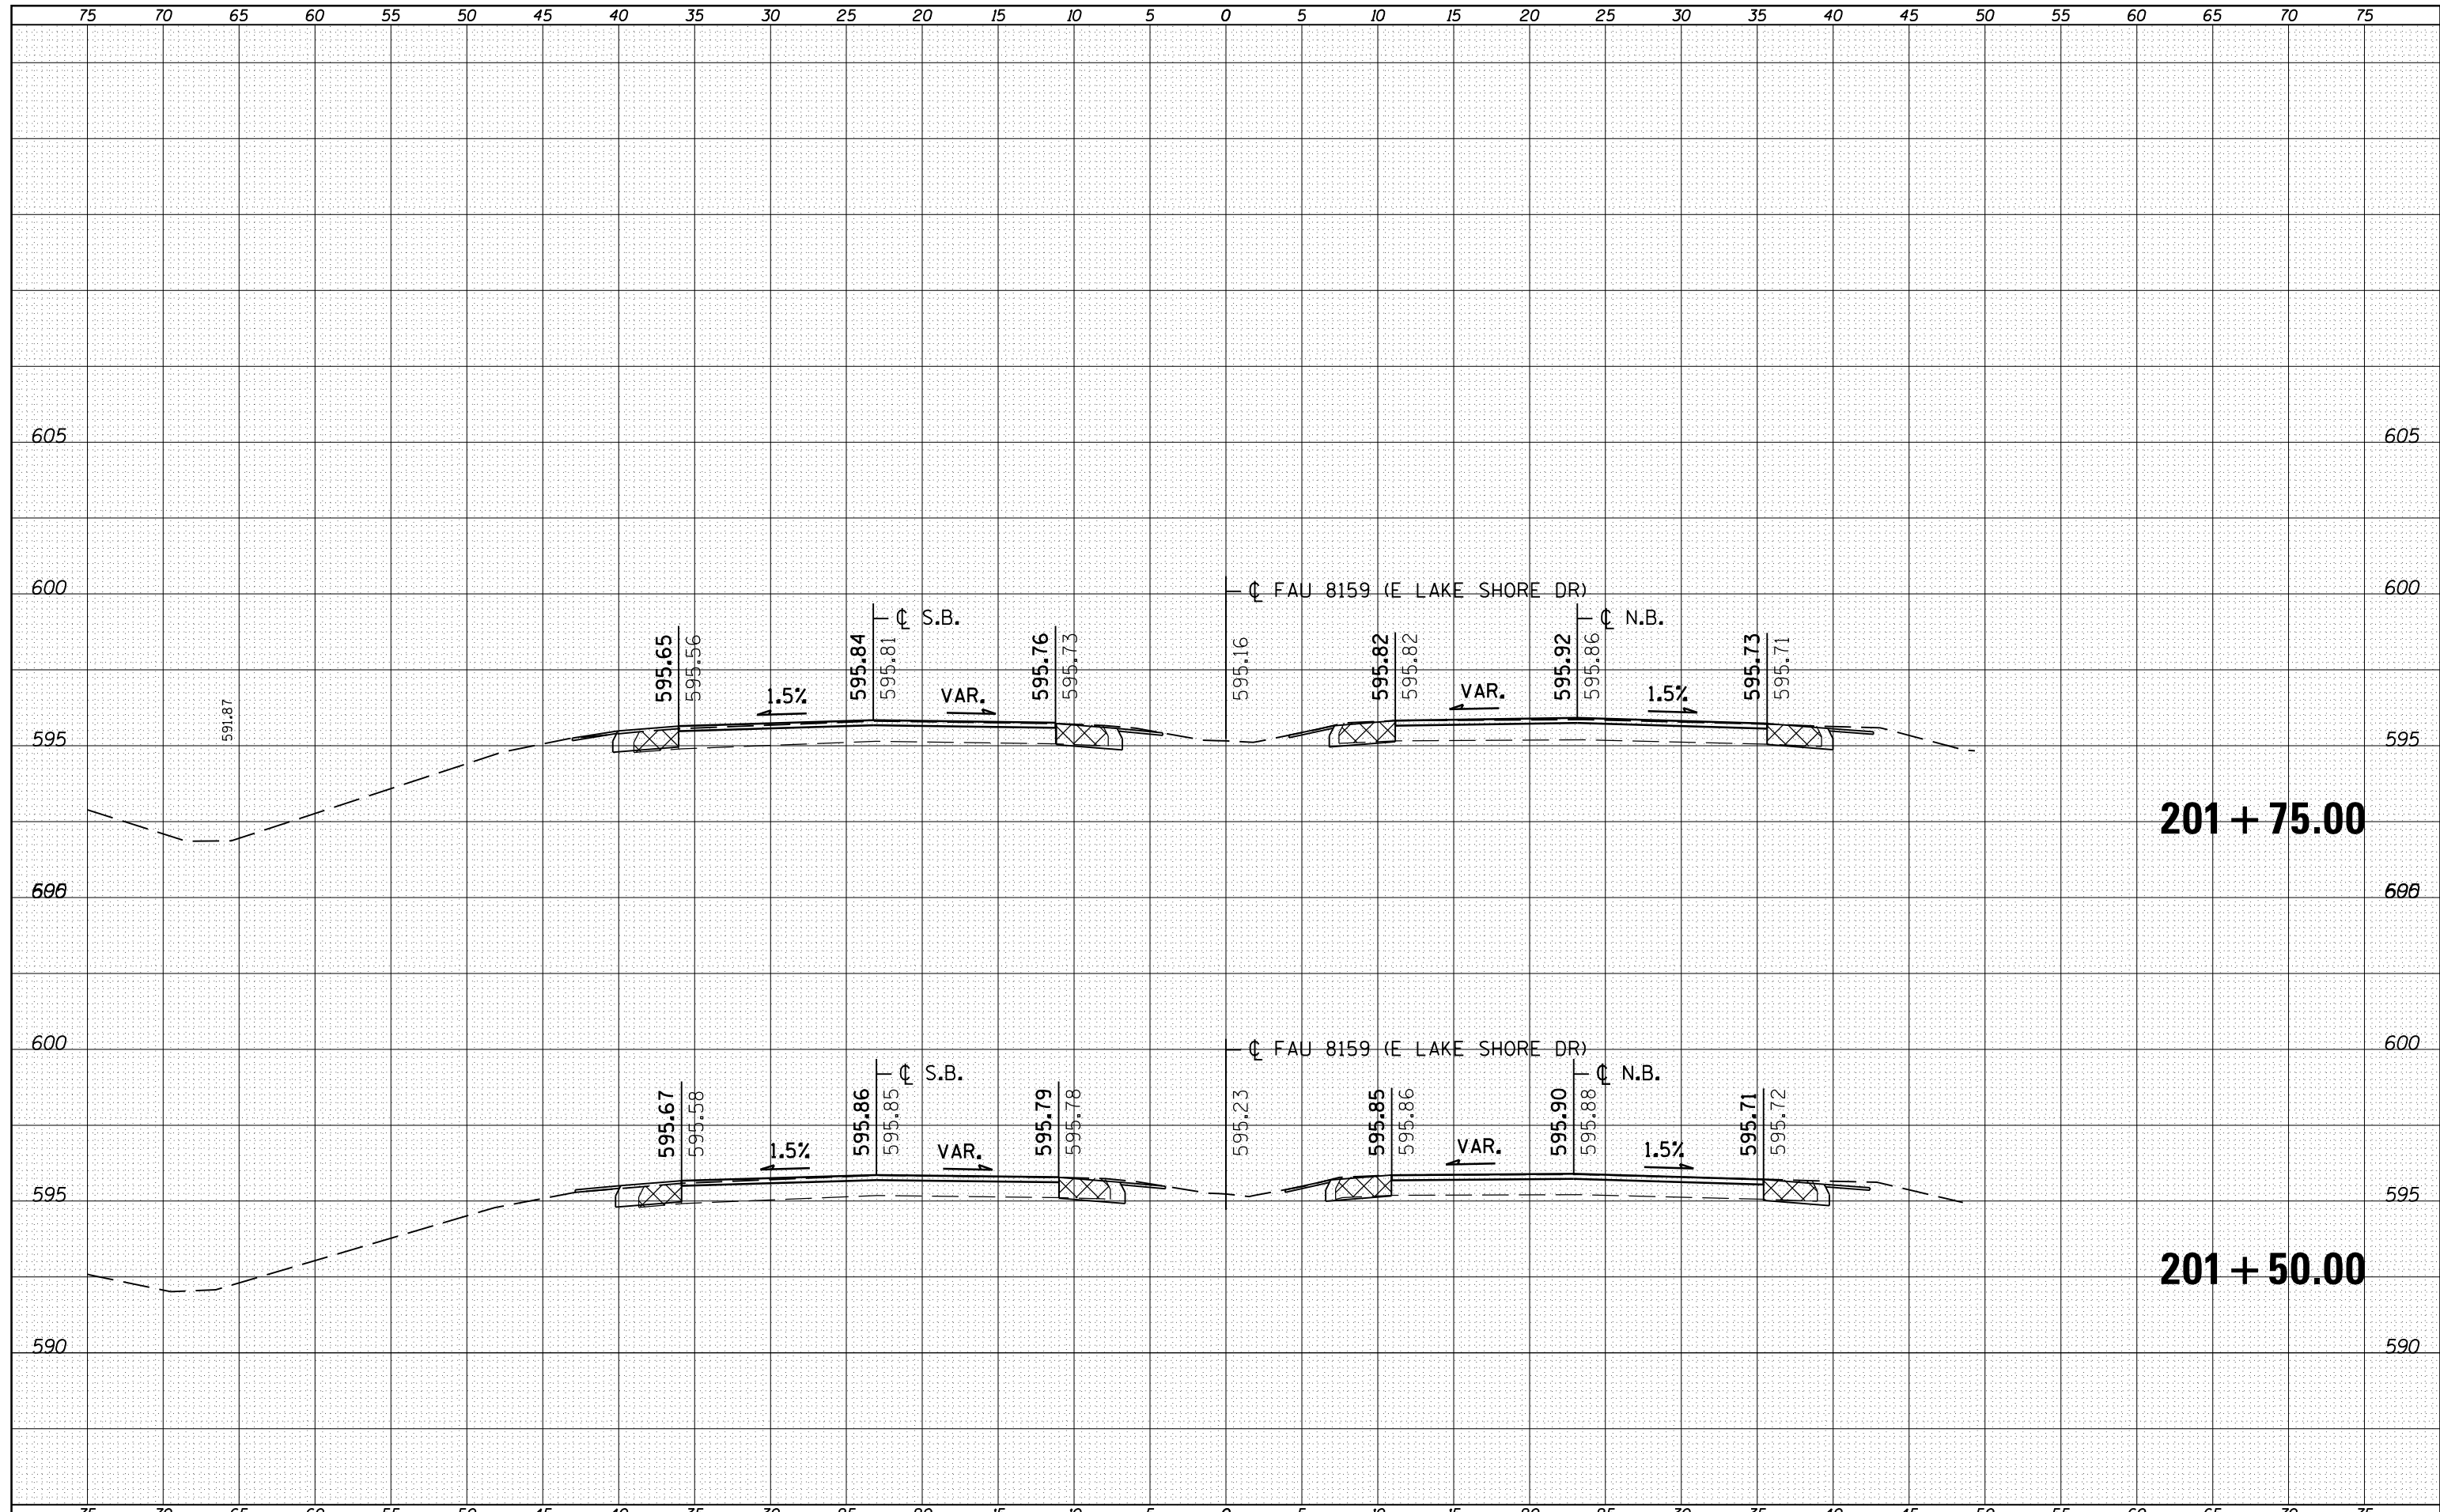 75 70 65 60 55 50 45 40 35 30 25 20 15 10 5 0 5 10 15 20 25 30 35 40 45 50 55 60 65 70 75
605 605
600 600
℄ FAU 8159 (E LAKE SHORE DR)
℄ S.B. ℄ N.B.
595.65 595.56 595.84 595.81 595.76 595.73 595.16 595.82 595.82 595.92 595.86 595.73 595.71
591.87
1.5% VAR. VAR. 1.5%
595 595
201+75.00
600 600
℄ FAU 8159 (E LAKE SHORE DR)
℄ S.B. ℄ N.B.
595.67 595.58 595.86 595.85 595.79 595.78 595.23 595.85 595.86 595.90 595.88 595.71 595.72
1.5% VAR. VAR. 1.5%
595 595
201+50.00
590 590